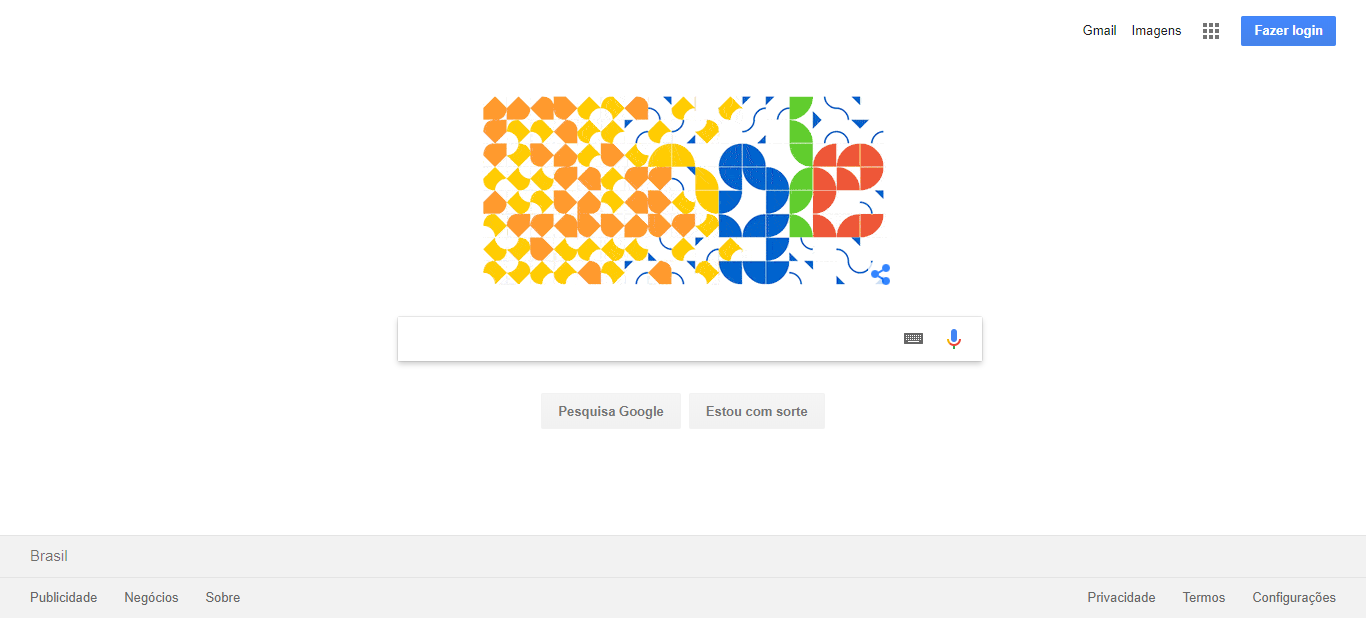 Gmail Imagens Fazer login
Pesquisa Google Estou com sorte
Brasil
Publicidade Negócios Sobre Privacidade Termos Configurações